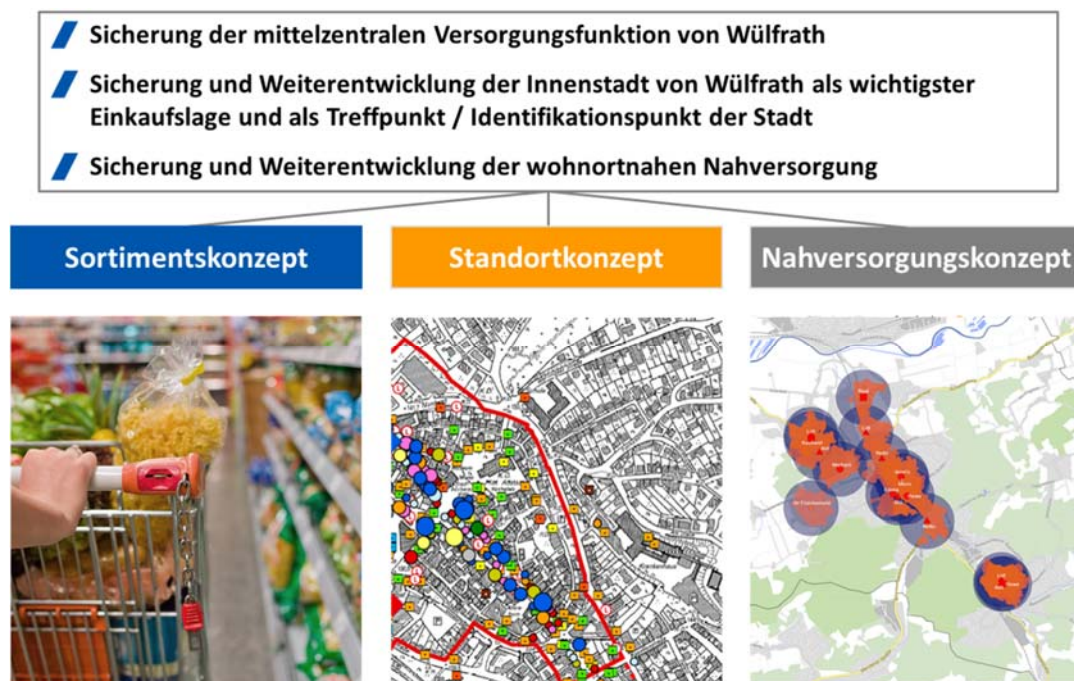 Sicherung der mittelzentralen Versorgungsfunktion von Wülfrath
Sicherung und Weiterentwicklung der Innenstadt von Wülfrath als wichtigster
Einkaufslage und als Treffpunkt / Identifikationspunkt der Stadt
Sicherung und Weiterentwicklung der wohnortnahen Nahversorgung
Sortimentskonzept
Standortkonzept
Nahversorgungskonzept
Krankenhaus